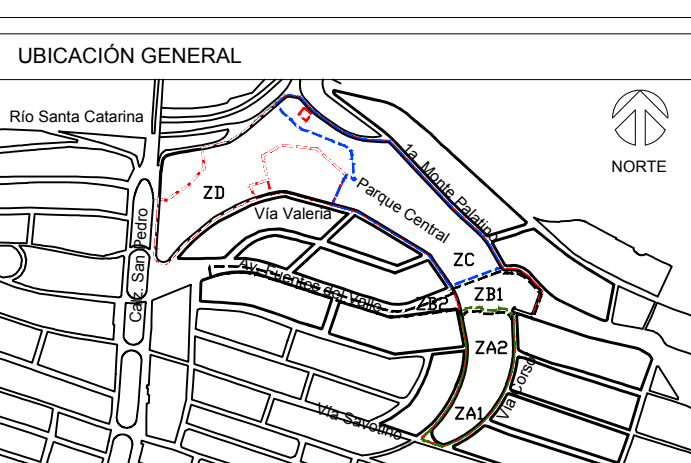 UBICACIÓN GENERAL
Río Santa Catarina
NORTE
1a. Monte Palatino
ZD
Parque Central
Vía Valeria
Calz. San Pedro
ZC
Av. Fuentes del Valle
ZB2
ZB1
ZA2
Vía Corso
Vía Savotino
ZA1